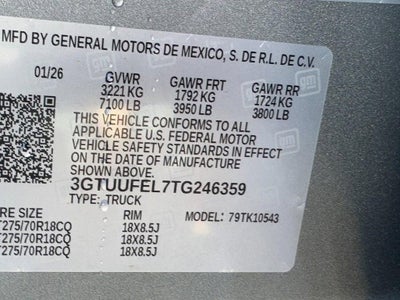 MFD BY GENERAL MOTORS DE MEXICO, S. DE R.L. DE C.V.
01/26 GVWR GAWR FRT GAWR RR
3221 KG 1792 KG 1724 KG
7100 LB 3950 LB 3800 LB
THIS VEHICLE CONFORMS TO ALL
APPLICABLE U.S. FEDERAL MOTOR
VEHICLE SAFETY STANDARDS IN EFFECT
ON THE DATE OF MANUFACTURE
SHOWN ABOVE.
3GTUUFEL7TG246359
TYPE: TRUCK MODEL: 79TK10543
RE SIZE RIM
T275/70R18CQ 18X8.5J
T275/70R18CQ 18X8.5J
T275/70R18CQ 18X8.5J